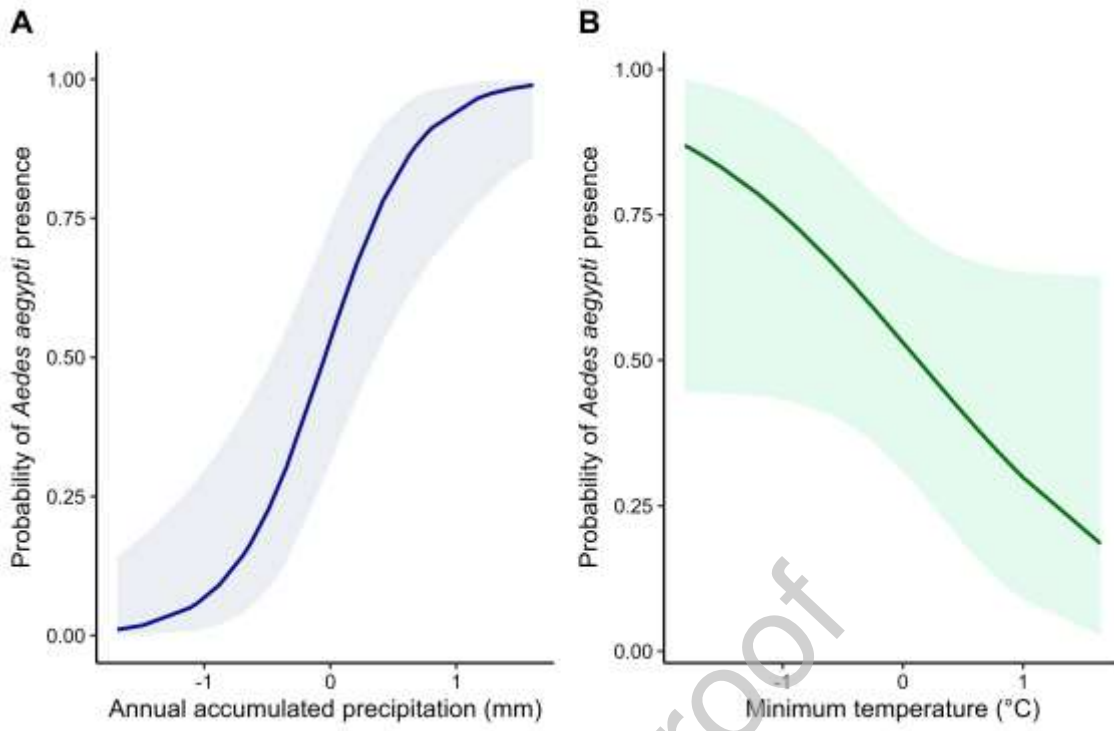 A
Probability of Aedes aegypti presence
1.00
0.75
0.50
0.25
0.00
-1
0
1
Annual accumulated precipitation (mm)
B
Probability of Aedes aegypti presence
1.00
0.75
0.50
0.25
0.00
-1
0
1
Minimum temperature (°C)
roof